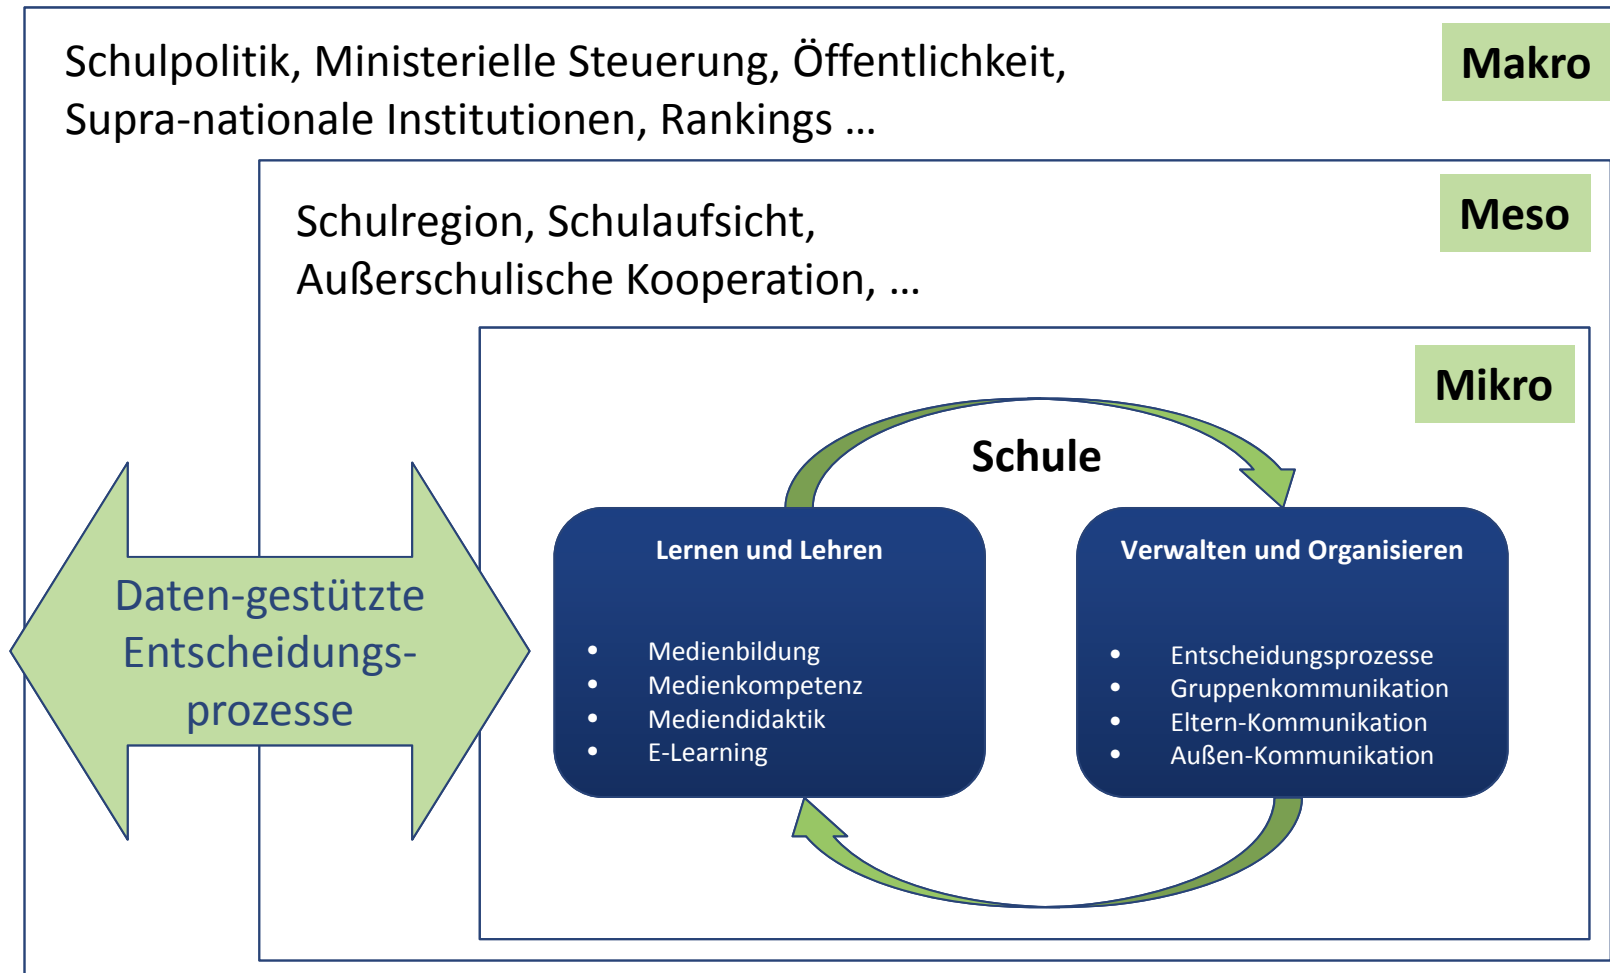 Schulpolitik, Ministerielle Steuerung, Öffentlichkeit,
Supra-nationale Institutionen, Rankings ...
Makro
Schulregion, Schulaufsicht,
Außerschulische Kooperation, ...
Meso
Mikro
Schule
Daten-gestützte
Entscheidungs-
prozesse
Lernen und Lehren
• Medienbildung
• Medienkompetenz
• Mediendidaktik
• E-Learning
Verwalten und Organisieren
• Entscheidungsprozesse
• Gruppenkommunikation
• Eltern-Kommunikation
• Außen-Kommunikation